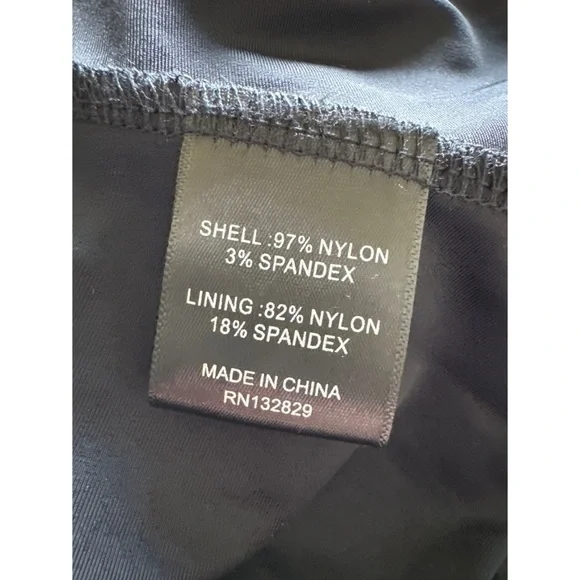 SHELL :97% NYLON
3% SPANDEX
LINING :82% NYLON
18% SPANDEX
MADE IN CHINA
RN132829